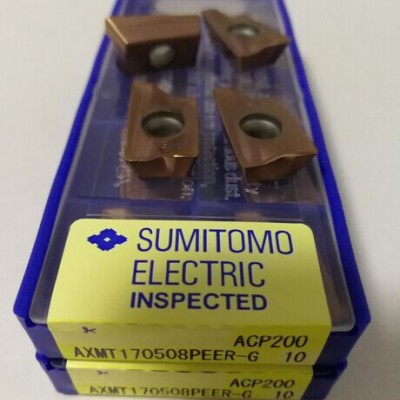 SUMITOMO
ELECTRIC
INSPECTED
ACP200
AXMT170508PEER-G 10
ACP200
AXMT170508PEER-G 10